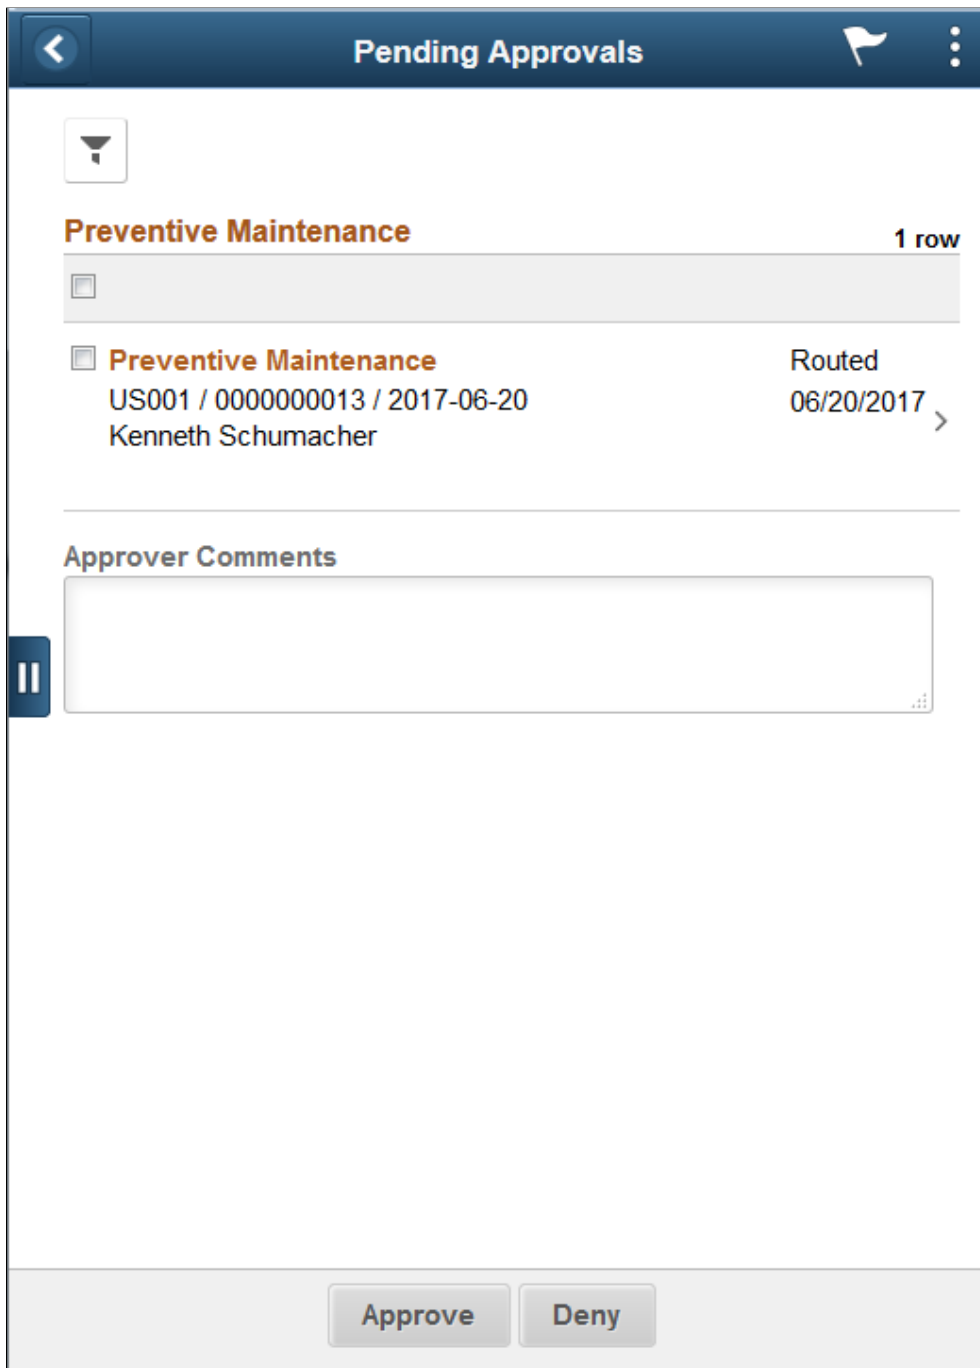 Pending Approvals
Preventive Maintenance
1 row
Preventive Maintenance
Routed
US001 / 0000000013 / 2017-06-20
06/20/2017
Kenneth Schumacher
Approver Comments
Approve
Deny